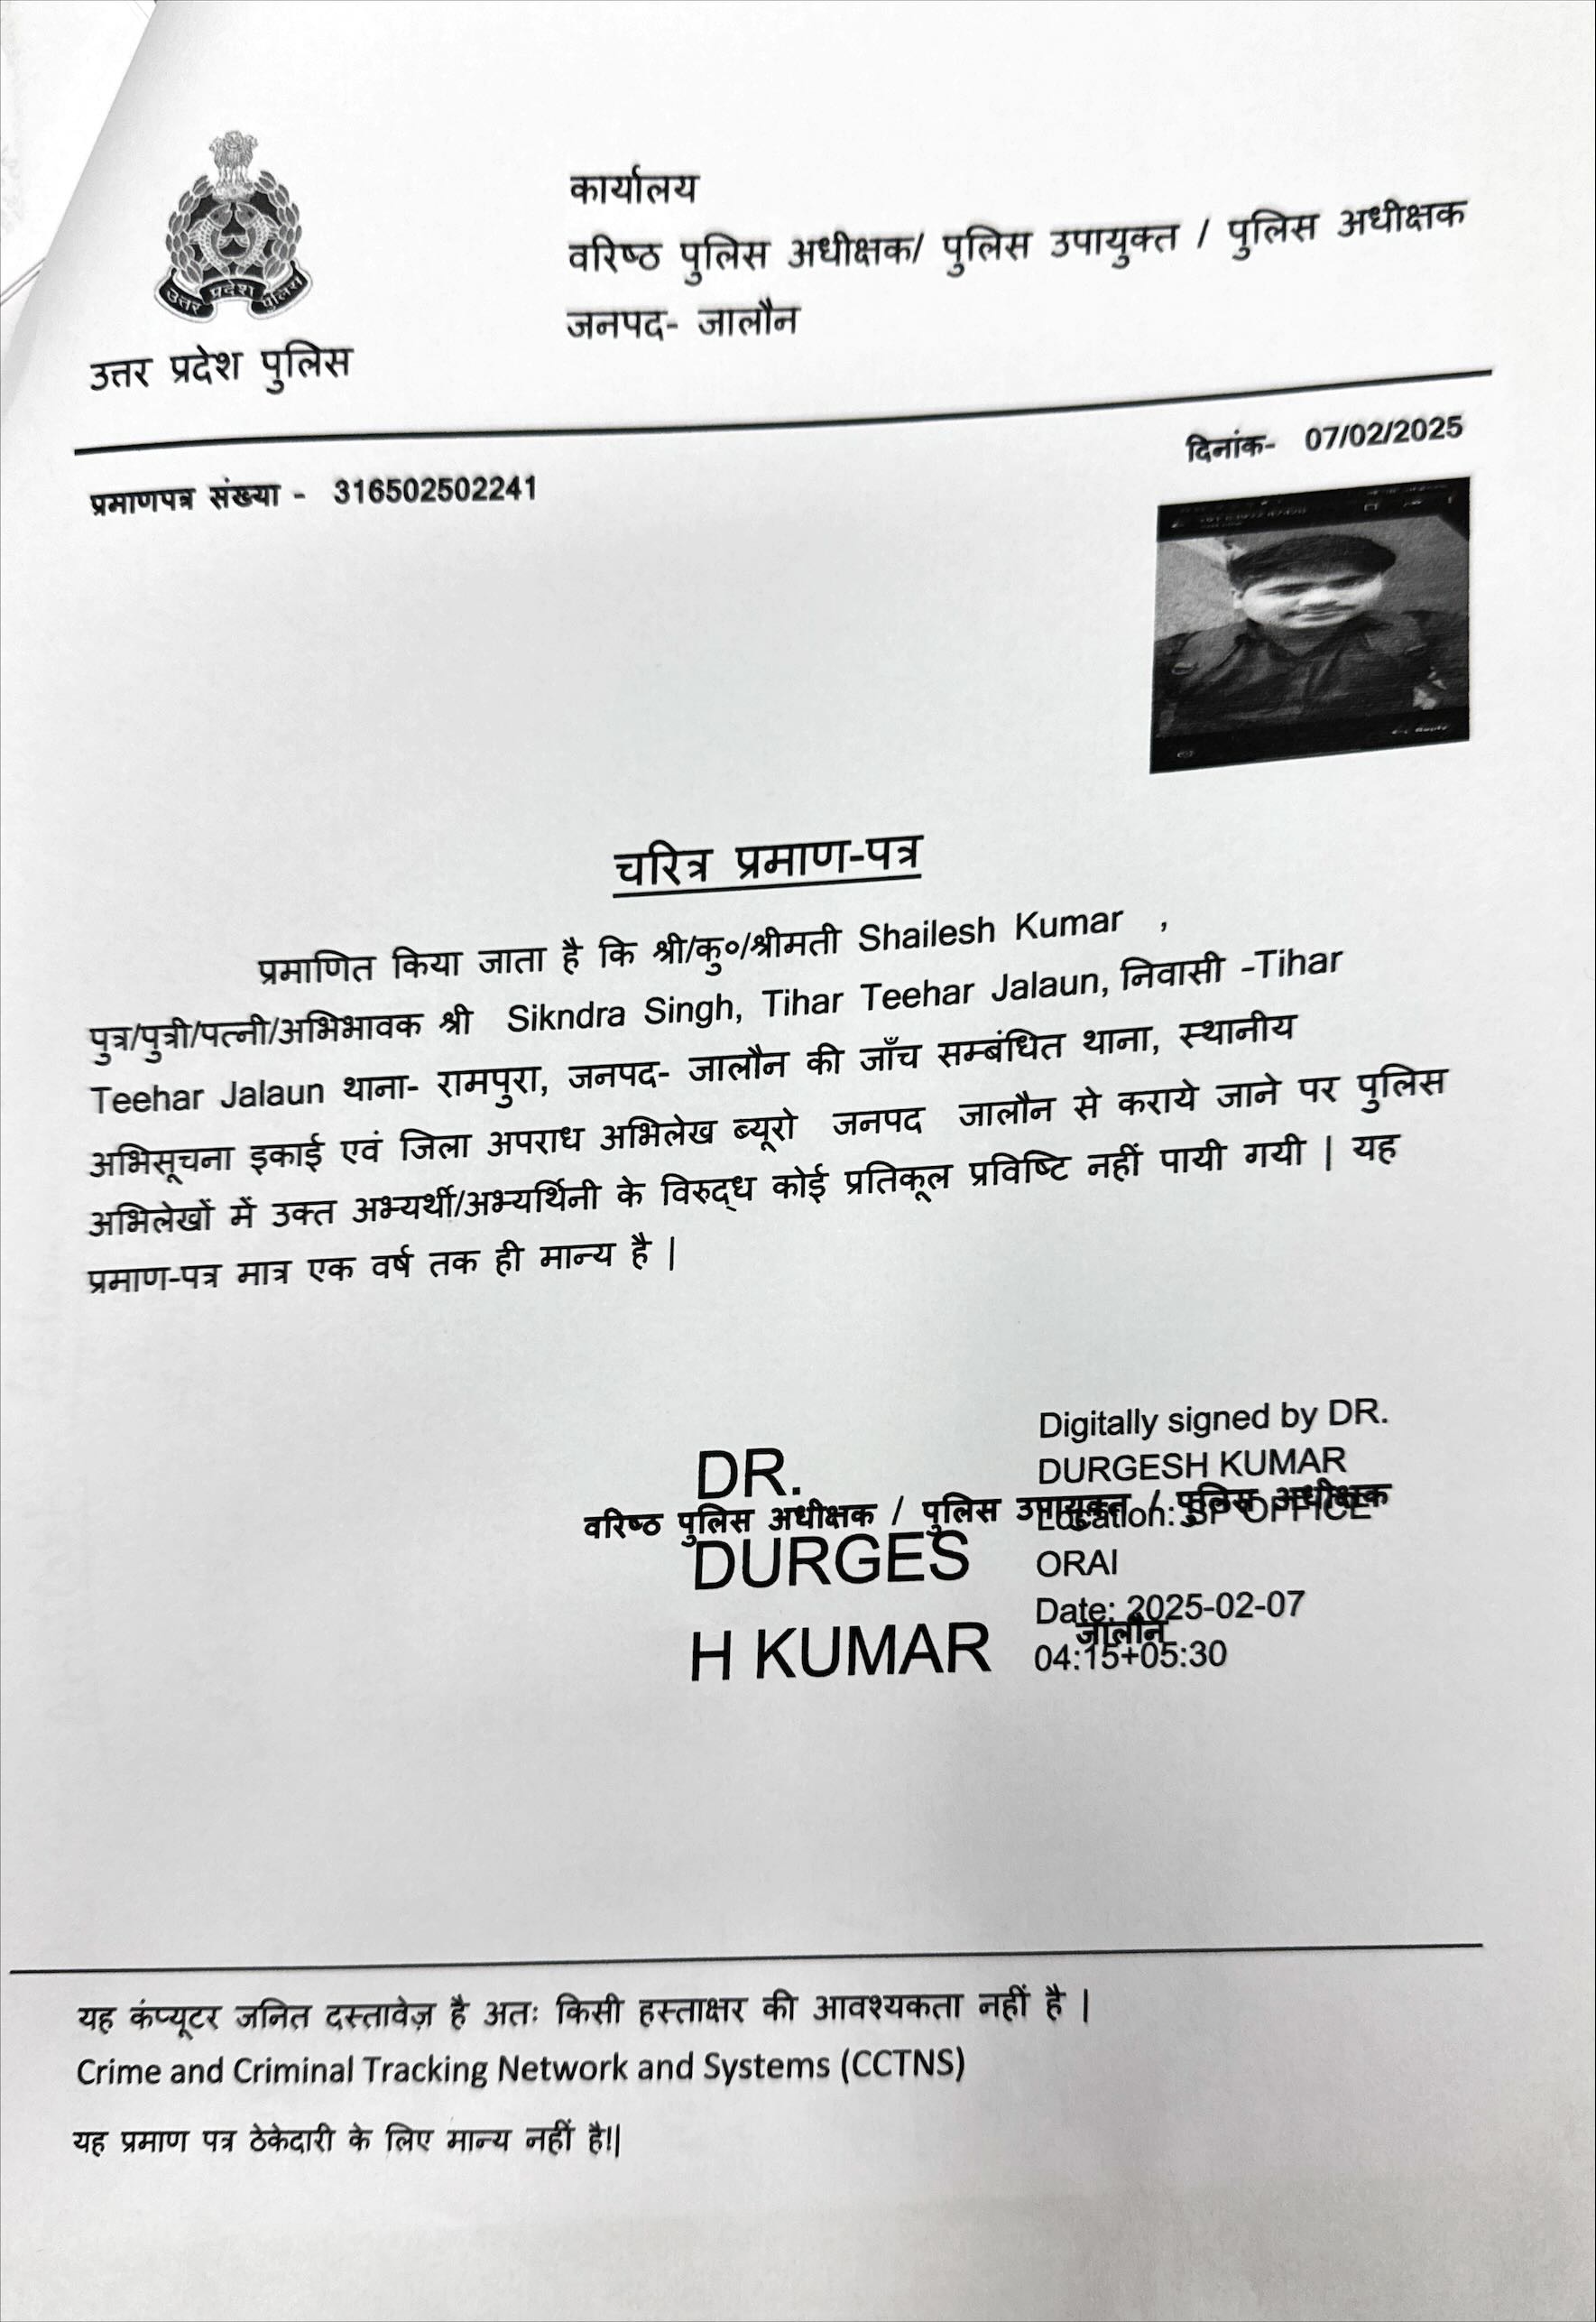 उत्तर प्रदेश पुलिस
उत्तर प्रदेश पुलिस
कार्यालय
वरिष्ठ पुलिस अधीक्षक/ पुलिस उपायुक्त / पुलिस अधीक्षक
जनपद- जालौन
दिनांक- 07/02/2025
प्रमाणपत्र संख्या - 316502502241
चरित्र प्रमाण-पत्र
प्रमाणित किया जाता है कि श्री/कु०/श्रीमती Shailesh Kumar ,
पुत्र/पुत्री/पत्नी/अभिभावक श्री Sikndra Singh, Tihar Teehar Jalaun, निवासी -Tihar
Teehar Jalaun थाना- रामपुरा, जनपद- जालौन की जाँच सम्बंधित थाना, स्थानीय
अभिसूचना इकाई एवं जिला अपराध अभिलेख ब्यूरो जनपद जालौन से कराये जाने पर पुलिस
अभिलेखों में उक्त अभ्यर्थी/अभ्यर्थिनी के विरुद्ध कोई प्रतिकूल प्रविष्टि नहीं पायी गयी | यह
प्रमाण-पत्र मात्र एक वर्ष तक ही मान्य है |
DR.
DURGES
H KUMAR
Digitally signed by DR.
DURGESH KUMAR
Location: SP OFFICE
ORAI
Date: 2025-02-07
04:15+05:30
वरिष्ठ पुलिस अधीक्षक / पुलिस उपायुक्त / पुलिस अधीक्षक
जालौन
यह कंप्यूटर जनित दस्तावेज़ है अतः किसी हस्ताक्षर की आवश्यकता नहीं है |
Crime and Criminal Tracking Network and Systems (CCTNS)
यह प्रमाण पत्र ठेकेदारी के लिए मान्य नहीं है!|